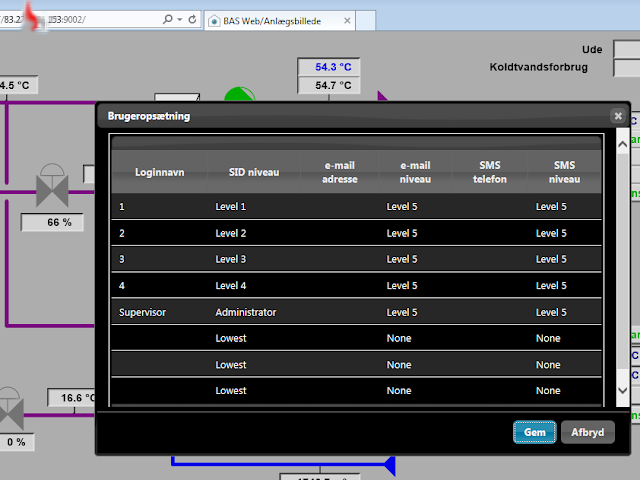 253:9002/
BAS Web/Anlægsbillede
Ude
54.3 °C
Koldtvandsforbrug
4.5 °C
54.7 °C
Brugeropsætning
Loginnavn SID niveau e-mail adresse e-mail niveau SMS telefon SMS niveau
1 Level 1 Level 5 Level 5
2 Level 2 Level 5 Level 5
3 Level 3 Level 5 Level 5
4 Level 4 Level 5 Level 5
Supervisor Administrator Level 5 Level 5
Lowest None None
Lowest None None
Lowest None None
66 %
16.6 °C
0 %
Gem Afbryd